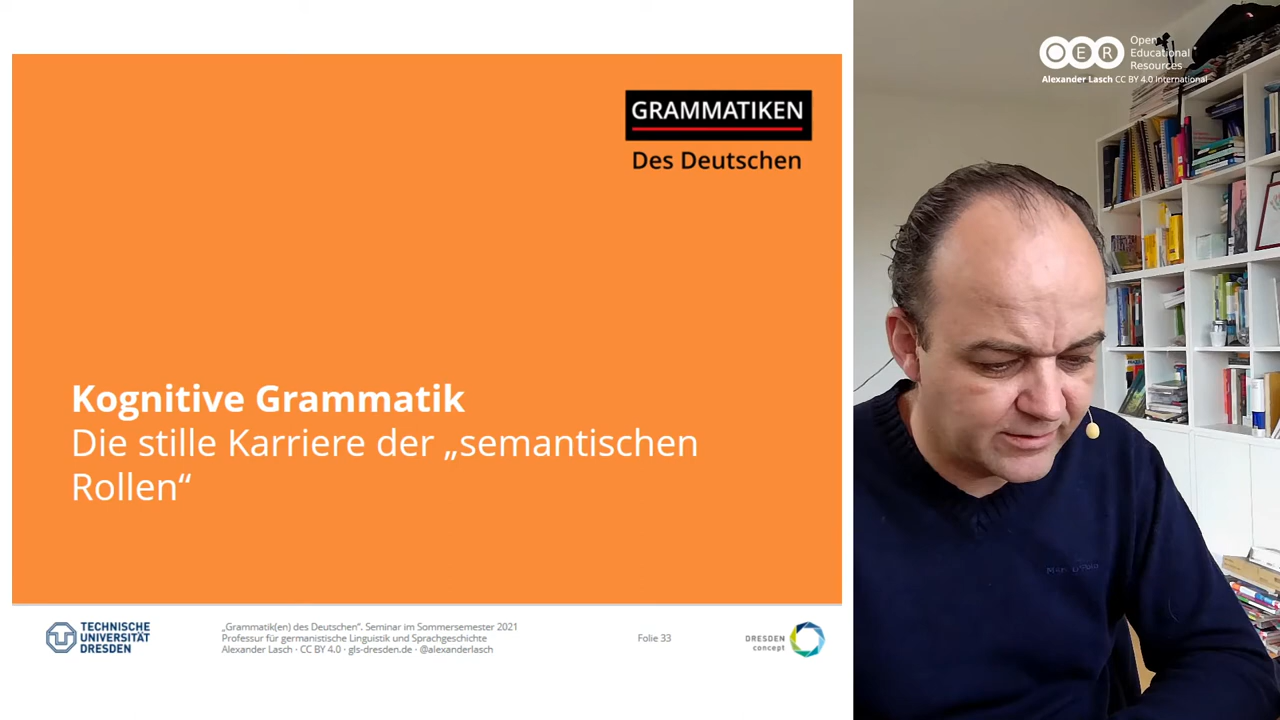 GRAMMATIKEN
Des Deutschen
Kognitive Grammatik
Die stille Karriere der „semantischen
Rollen“
TECHNISCHE
UNIVERSITÄT
DRESDEN
„Grammatik(en) des Deutschen“. Seminar im Sommersemester 2021
Professur für germanistische Linguistik und Sprachgeschichte
Alexander Lasch · CC BY 4.0 · gls-dresden.de · @alexanderlasch
Folie 33
DRESDEN
concept
OER
Open
Educational
Resources
Alexander Lasch CC BY 4.0 International